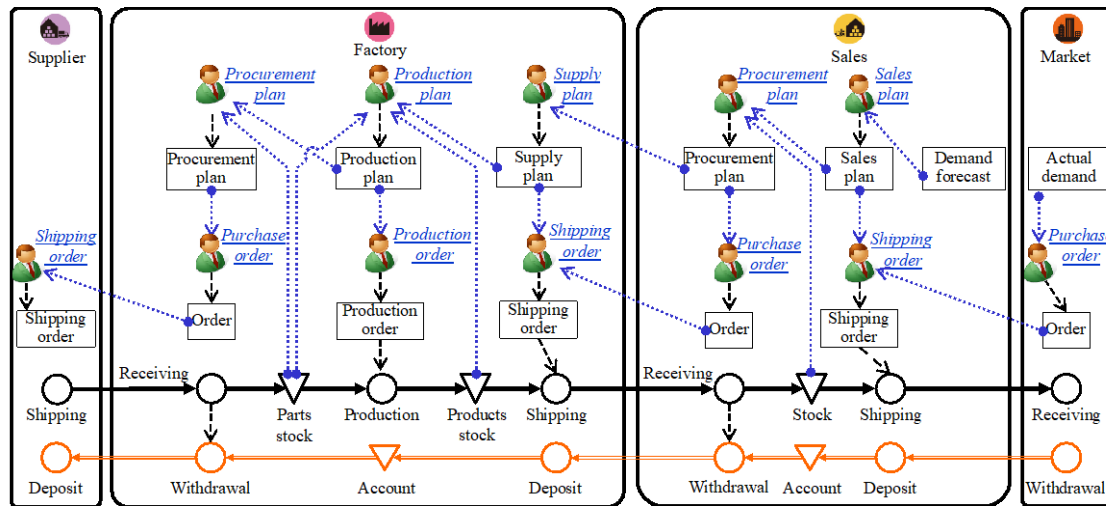 Supplier
Factory
Sales
Market
Procurement
plan
Production
plan
Supply
plan
Procurement
plan
Sales
plan
Procurement
plan
Production
plan
Supply
plan
Procurement
plan
Sales
plan
Demand
forecast
Actual
demand
Shipping
order
Purchase
order
Production
order
Shipping
order
Purchase
order
Shipping
order
Purchase
order
Shipping
order
Order
Production
order
Shipping
order
Order
Shipping
order
Order
Receiving
Receiving
Shipping
Parts
stock
Production
Products
stock
Shipping
Stock
Shipping
Receiving
Deposit
Withdrawal
Account
Deposit
Withdrawal
Account
Deposit
Withdrawal